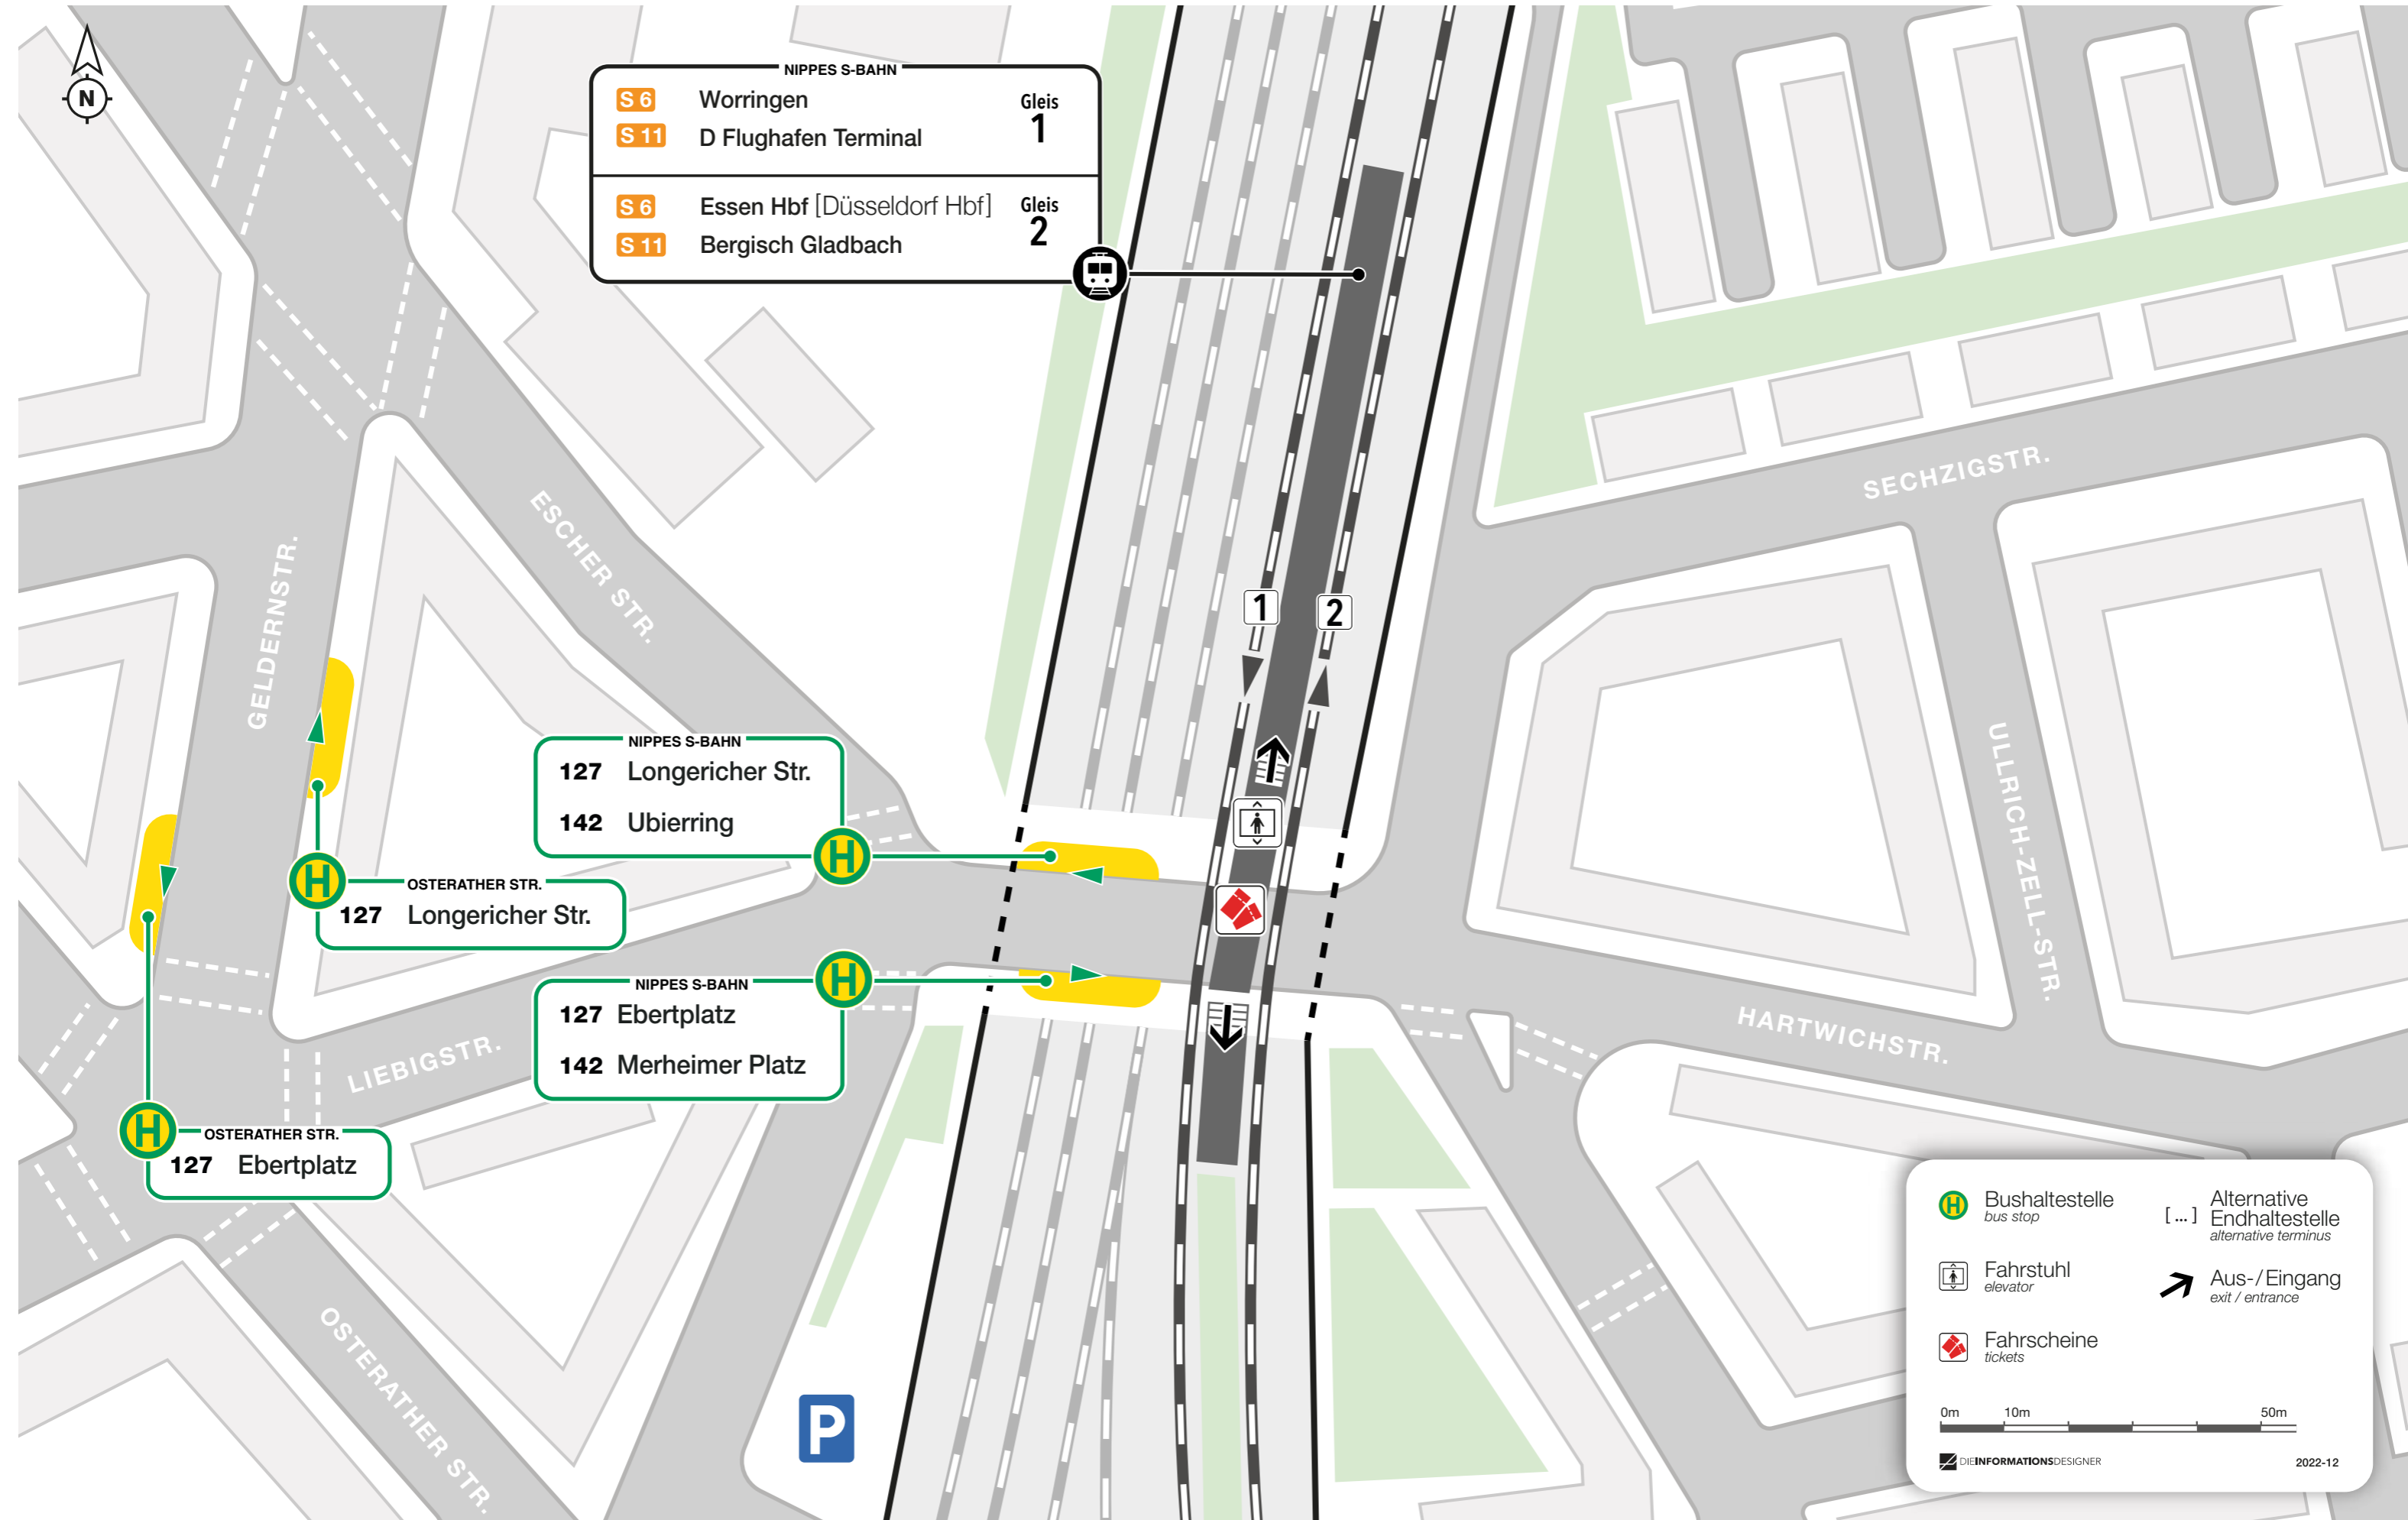 N
NIPPES S-BAHN
S 6 Worringen
S 11 D Flughafen Terminal
Gleis
1
S 6 Essen Hbf [Düsseldorf Hbf]
S 11 Bergisch Gladbach
Gleis
2
SECHZIGSTR.
ESCHER STR.
GELDERNSTR.
1
2
NIPPES S-BAHN
127 Longericher Str.
142 Ubierring
H
ULLRICH-ZELL-STR.
H
OSTERATHER STR.
127 Longericher Str.
H
NIPPES S-BAHN
127 Ebertplatz
142 Merheimer Platz
HARTWICHSTR.
LIEBIGSTR.
H
OSTERATHER STR.
127 Ebertplatz
OSTERATHER STR.
P
H
Bushaltestelle
bus stop
Fahrstuhl
elevator
Fahrscheine
tickets
[ ... ]
Alternative
Endhaltestelle
alternative terminus
Aus-/Eingang
exit / entrance
0m 10m 50m
DIEINFORMATIONSDESIGNER
2022-12